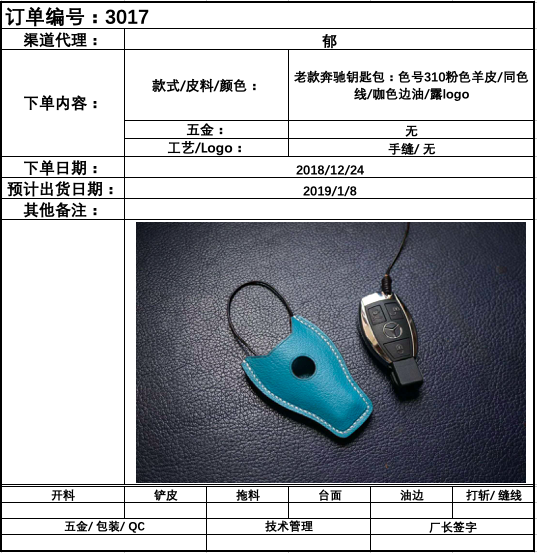 订单编号：3017
渠道代理：
郁
下单内容：
款式/皮料/颜色：
老款奔驰钥匙包：色号310粉色羊皮/同色
线/咖色边油/露logo
五金：
无
工艺/Logo：
手缝/ 无
下单日期：
2018/12/24
预计出货日期：
2019/1/8
其他备注：
开料
铲皮
拖料
台面
油边
打斩/ 缝线
五金/ 包装/ QC
技术管理
厂长签字